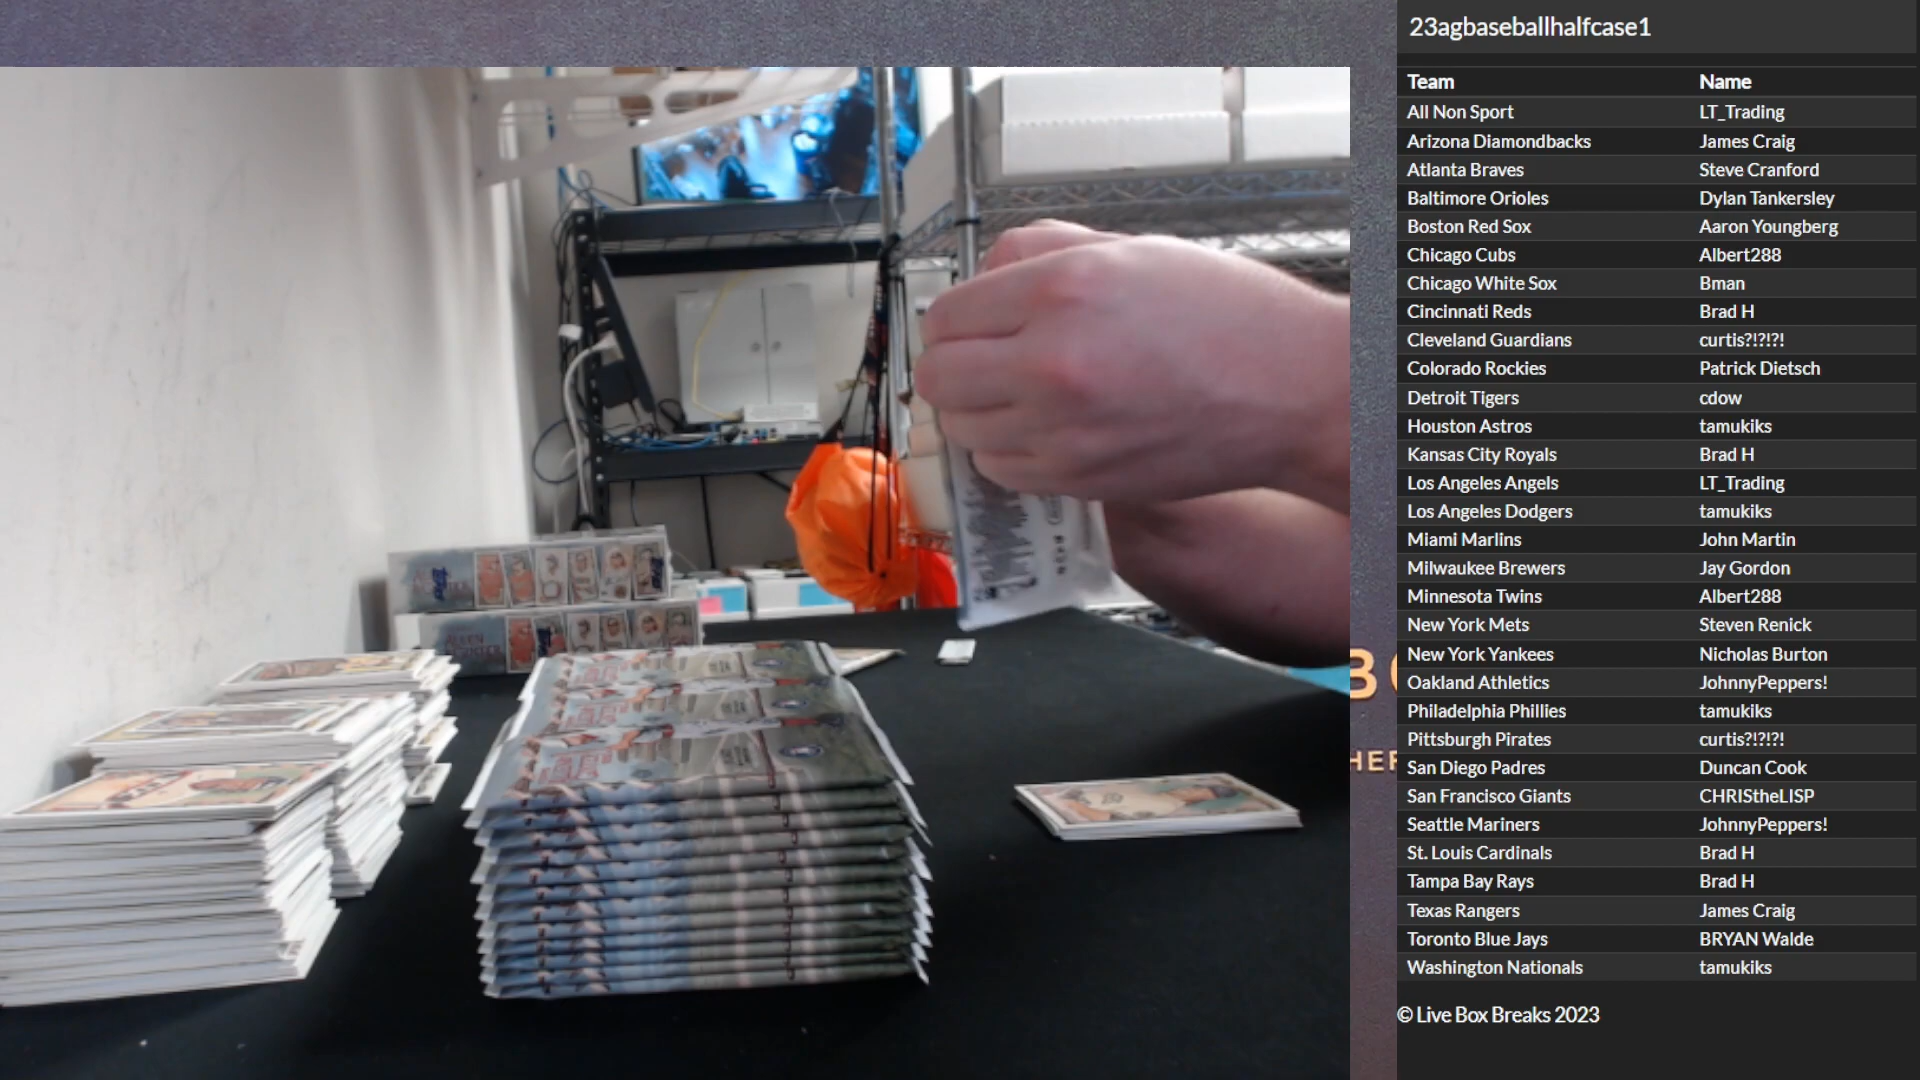 23agbaseballhalfcase1
Team Name
All Non Sport LT_Trading
Arizona Diamondbacks James Craig
Atlanta Braves Steve Cranford
Baltimore Orioles Dylan Tankersley
Boston Red Sox Aaron Youngberg
Chicago Cubs Albert288
Chicago White Sox Bman
Cincinnati Reds Brad H
Cleveland Guardians curtis?!?!?!
Colorado Rockies Patrick Dietsch
Detroit Tigers cdow
Houston Astros tamukiks
Kansas City Royals Brad H
Los Angeles Angels LT_Trading
Los Angeles Dodgers tamukiks
Miami Marlins John Martin
Milwaukee Brewers Jay Gordon
Minnesota Twins Albert288
New York Mets Steven Renick
New York Yankees Nicholas Burton
Oakland Athletics JohnnyPeppers!
Philadelphia Phillies tamukiks
Pittsburgh Pirates curtis?!?!?!
San Diego Padres Duncan Cook
San Francisco Giants CHRIStheLISP
Seattle Mariners JohnnyPeppers!
St. Louis Cardinals Brad H
Tampa Bay Rays Brad H
Texas Rangers James Craig
Toronto Blue Jays BRYAN Walde
Washington Nationals tamukiks
© Live Box Breaks 2023